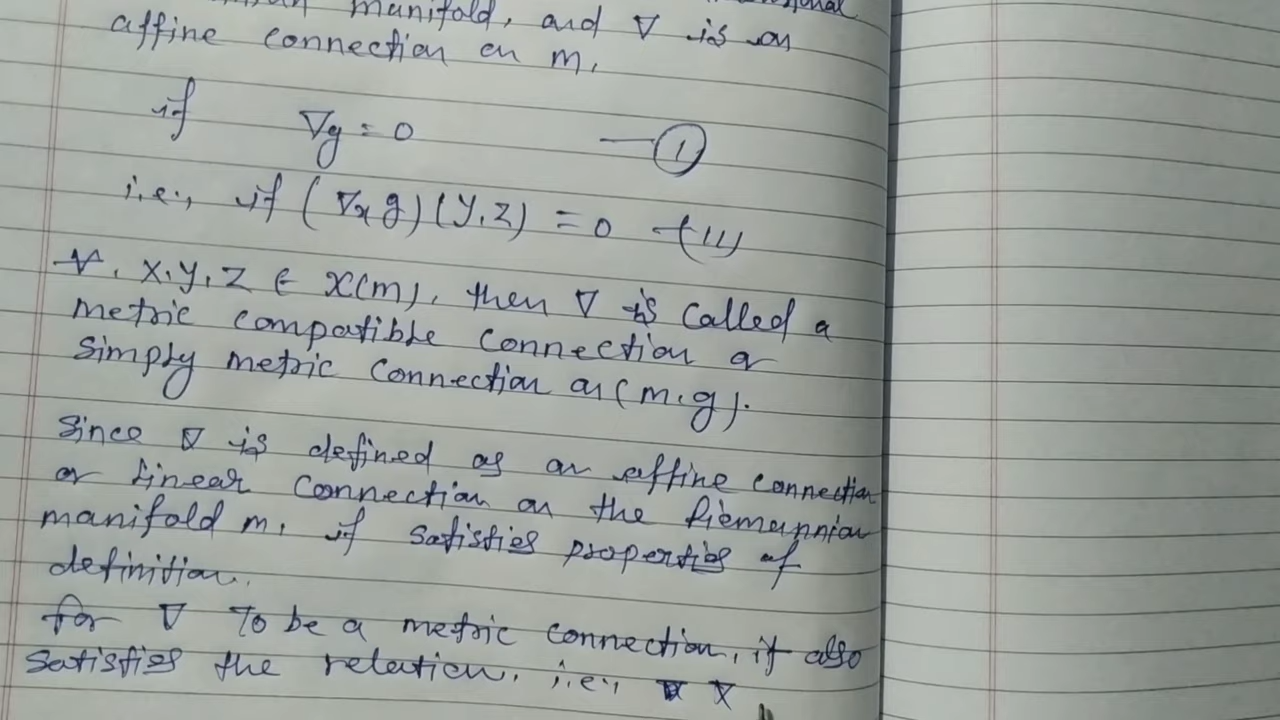 manifold, and ∇ is an
affine connection on M,
if ∇g = 0 — (1)
i.e., if (∇x g)(Y, Z) = 0 — (11)
∀, X, Y, Z ∈ X(M), then ∇ is called a
metric compatible connection or
simply metric connection on (M, g).
Since ∇ is defined as an affine connection
or linear connection on the Riemannian
manifold M, it satisfies properties of
definition.
for ∇ To be a metric connection, it also
satisfies the relation, i.e.,